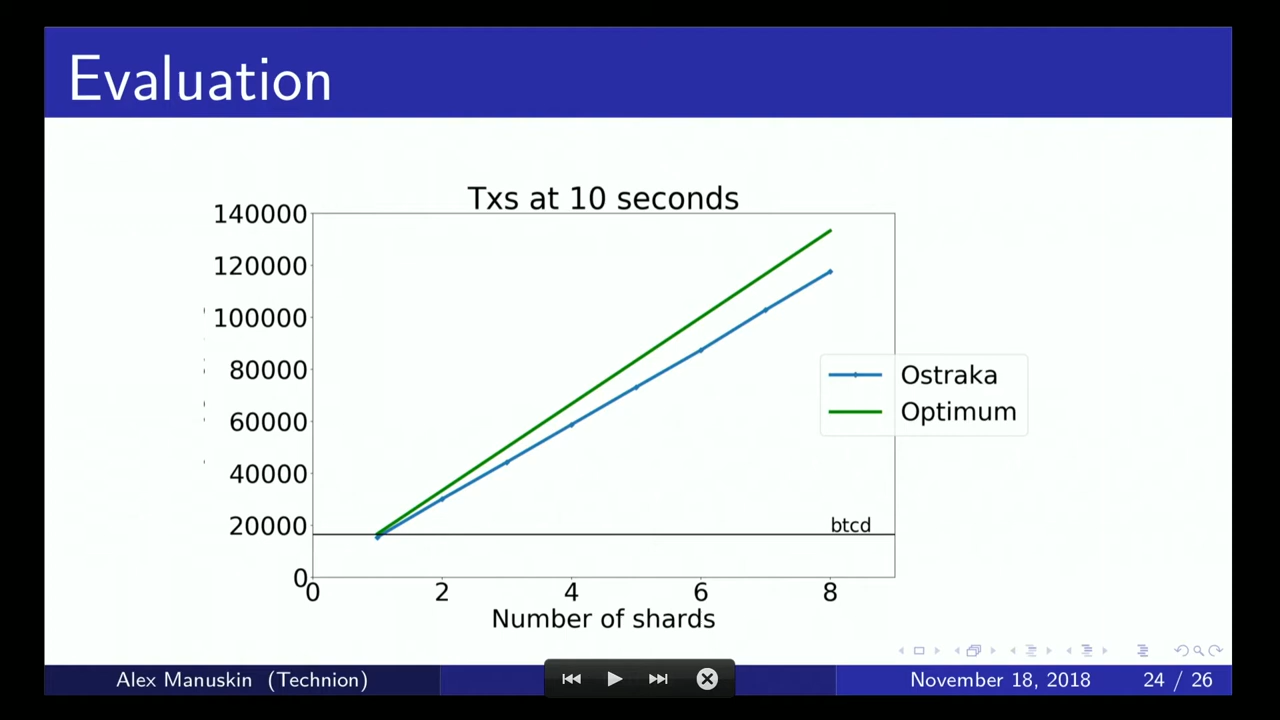 Evaluation
Txs at 10 seconds
140000
120000
100000
80000
60000
40000
20000
0
Ostraka
Optimum
btcd
0 2 4 6 8
Number of shards
Alex Manuskin (Technion) November 18, 2018 24 / 26